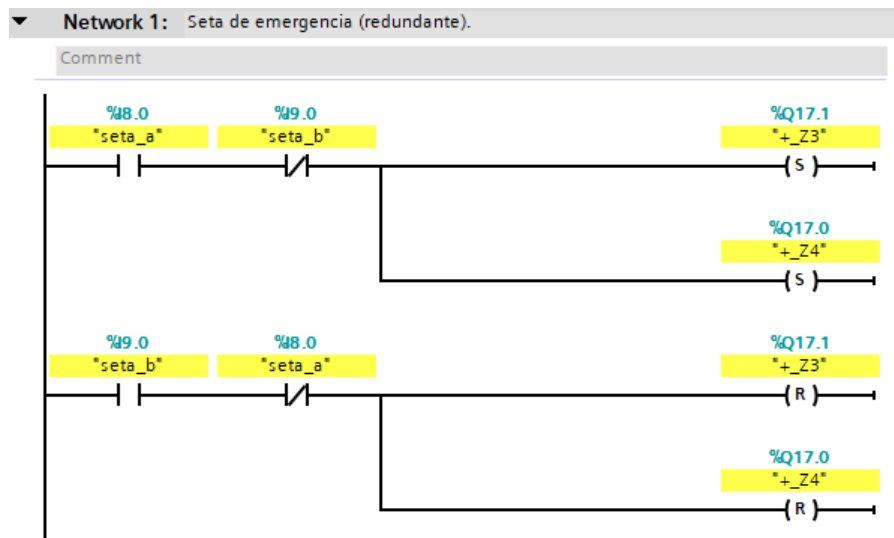 Network 1: Seta de emergencia (redundante).
Comment
%I8.0 %I9.0 %Q17.1
"seta_a" "seta_b" "+_Z3"
S
%Q17.0
"+_Z4"
S
%I9.0 %I8.0 %Q17.1
"seta_b" "seta_a" "+_Z3"
R
%Q17.0
"+_Z4"
R